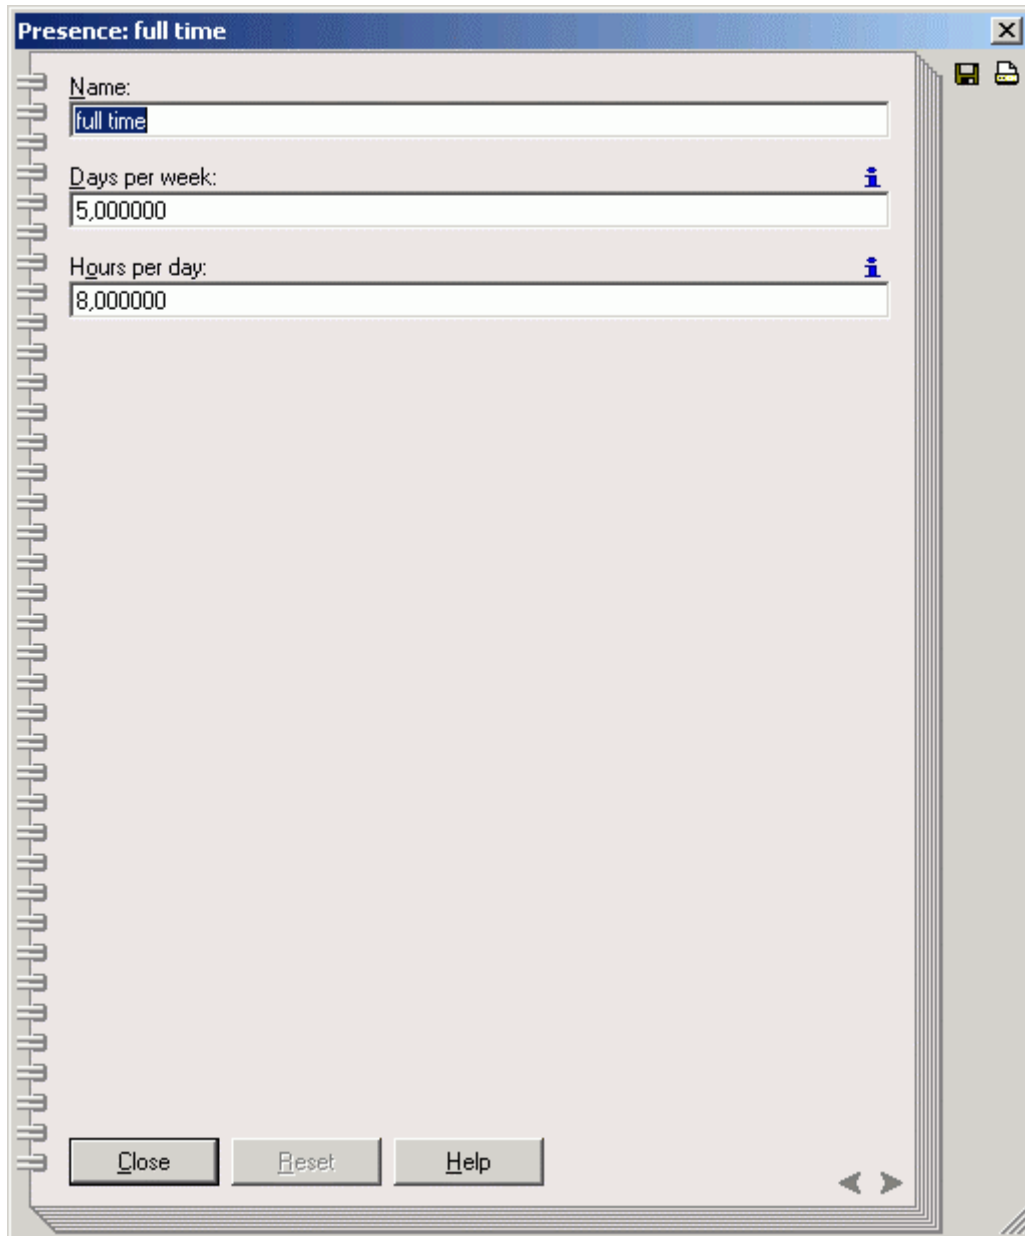 Presence: full time
Name:
full time
Days per week:
5,000000
Hours per day:
8,000000
Close Reset Help